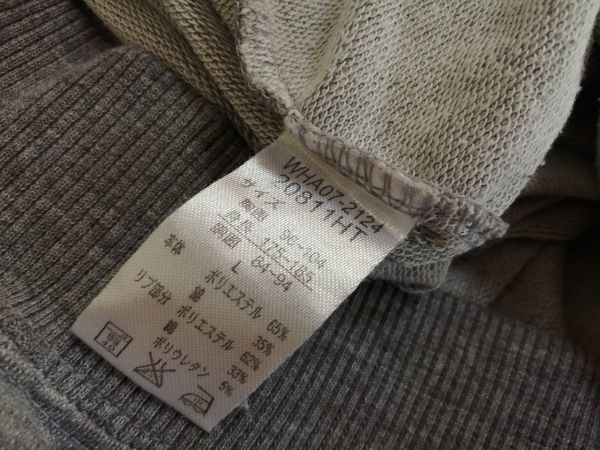 WHA07-2124
20811HT
サイズ
胸囲 96~104
身長 175~185
胴囲 84~94
L
本体 ポリエステル 65%
綿 35%
リブ部分 ポリエステル 62%
綿 33%
ポリウレタン 5%